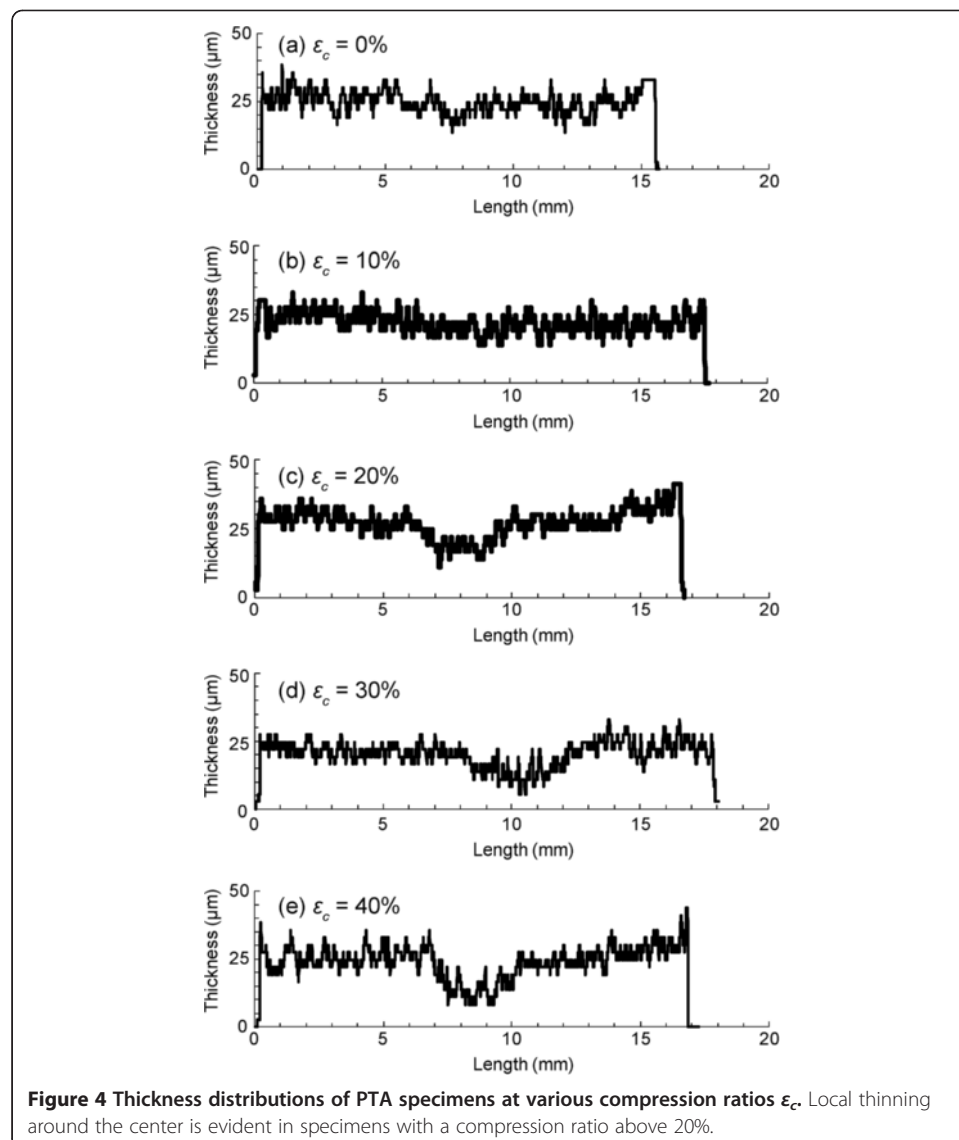 50
(a) εc = 0%
Thickness (µm)
25
0
0 5 10 15 20
Length (mm)
50
(b) εc = 10%
Thickness (µm)
25
0
0 5 10 15 20
Length (mm)
50
(c) εc = 20%
Thickness (µm)
25
0
0 5 10 15 20
Length (mm)
50
(d) εc = 30%
Thickness (µm)
25
0
0 5 10 15 20
Length (mm)
50
(e) εc = 40%
Thickness (µm)
25
0
0 5 10 15 20
Length (mm)
Figure 4 Thickness distributions of PTA specimens at various compression ratios εc. Local thinning
around the center is evident in specimens with a compression ratio above 20%.